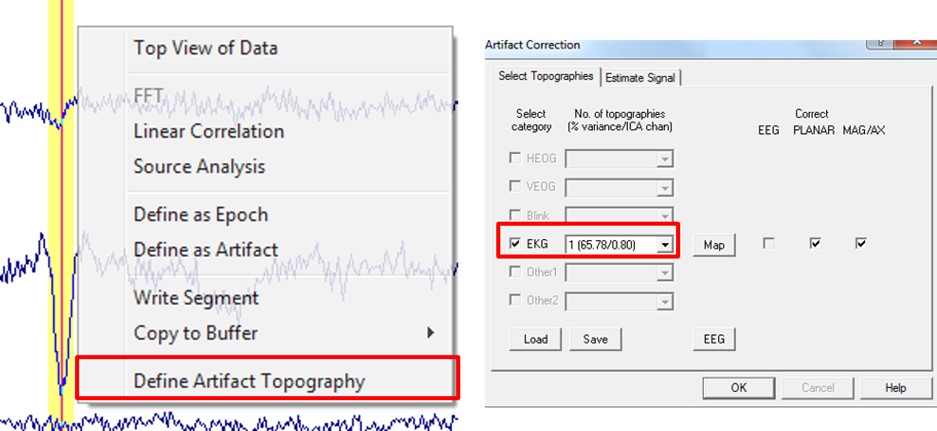 Top View of Data
FFT
Linear Correlation
Source Analysis
Define as Epoch
Define as Artifact
Write Segment
Copy to Buffer
Define Artifact Topography
Artifact Correction
Select Topographies
Estimate Signal
Select
category
No. of topographies
(% variance/ICA chan)
Correct
EEG PLANAR MAG/AX
HEOG
VEOG
Blink
EKG 1 (65.78/0.80) Map
Other1
Other2
Load Save EEG
OK Cancel Help